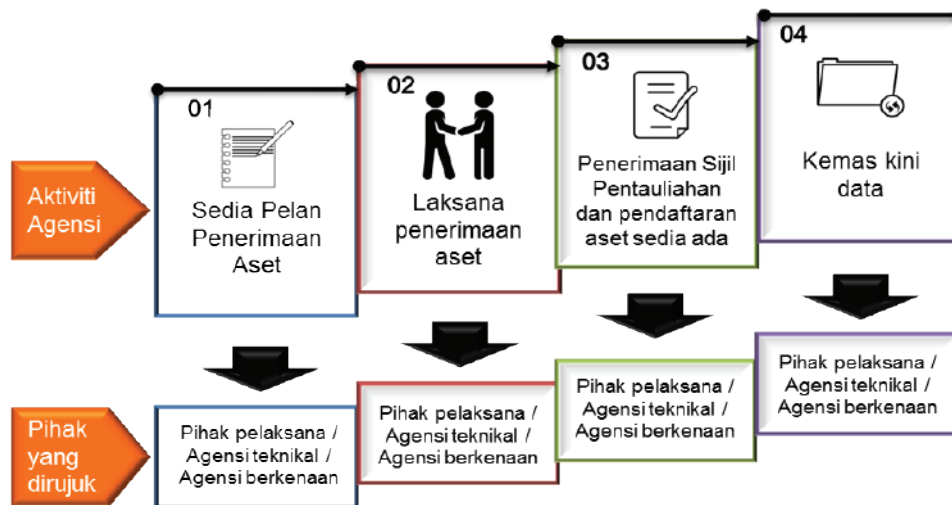 Aktiviti
Agensi
01
Sedia Pelan
Penerimaan
Aset
02
Laksana
penerimaan
aset
03
Penerimaan Sijil
Pentauliahan
dan pendaftaran
aset sedia ada
04
Kemas kini
data
Pihak
yang
dirujuk
Pihak pelaksana /
Agensi teknikal /
Agensi berkenaan
Pihak pelaksana /
Agensi teknikal /
Agensi berkenaan
Pihak pelaksana /
Agensi teknikal /
Agensi berkenaan
Pihak pelaksana /
Agensi teknikal /
Agensi berkenaan